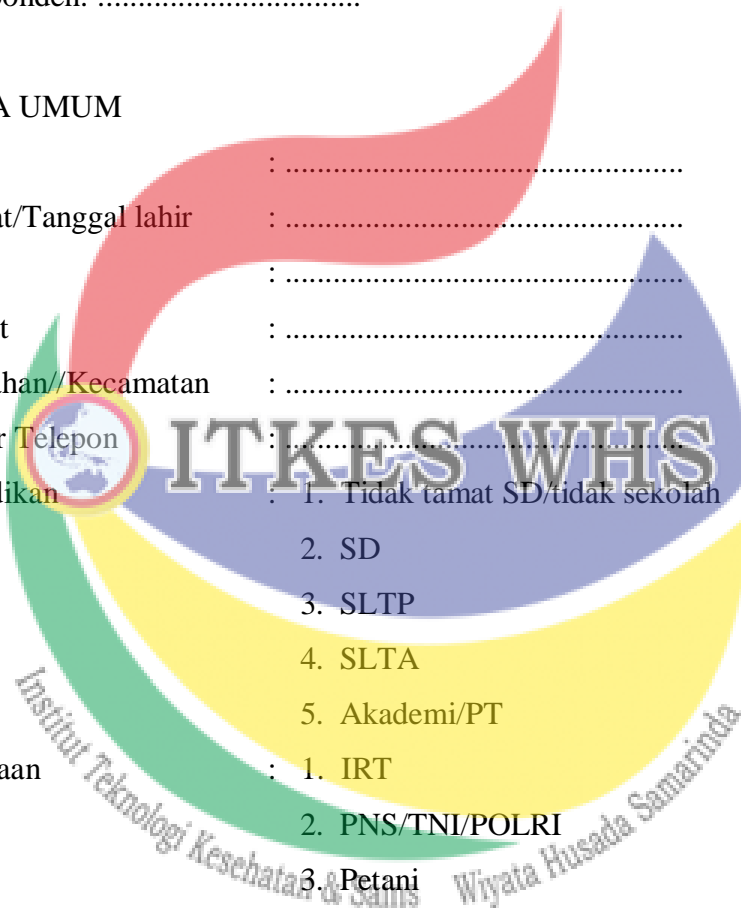 onden: ................................
A UMUM
: ..................................................
at/Tanggal lahir : ..................................................
: ..................................................
t : ..................................................
ahan//Kecamatan : ..................................................
r Telepon : ..................................................
ITKES WHS
dikan : 1. Tidak tamat SD/tidak sekolah
2. SD
3. SLTP
4. SLTA
5. Akademi/PT
aan : 1. IRT
2. PNS/TNI/POLRI
3. Petani
Institut Teknologi Kesehatan & Sains Wiyata Husada Samarinda